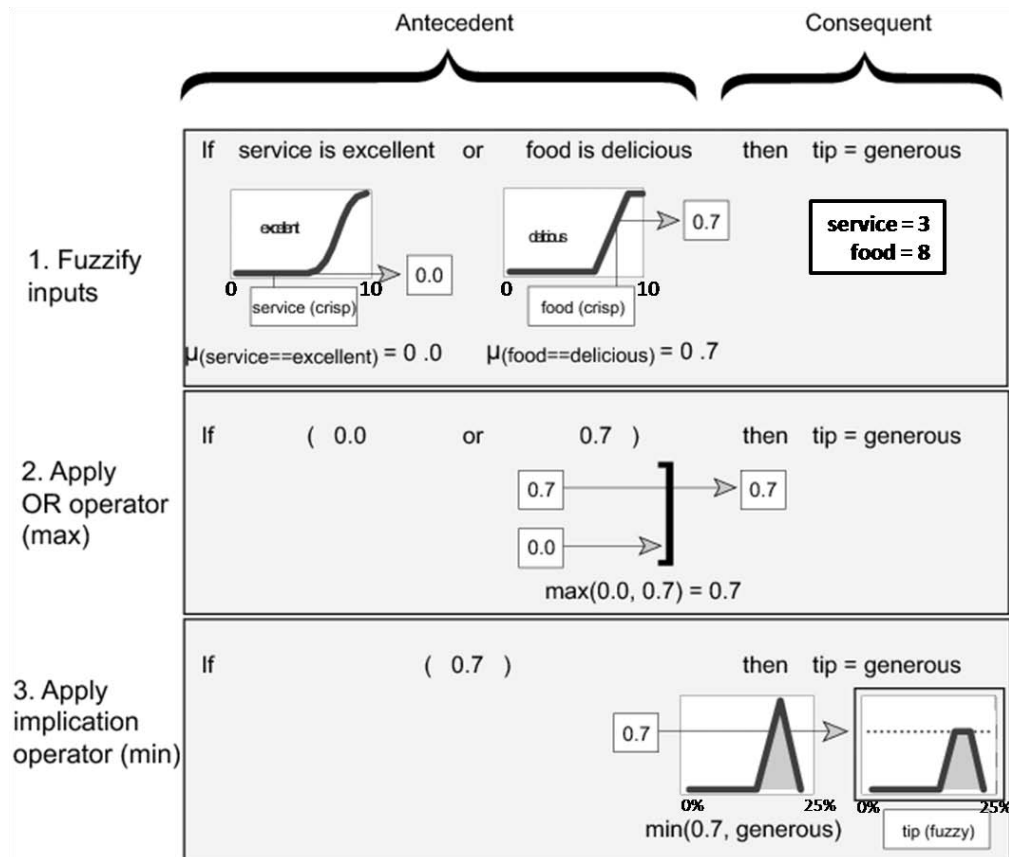 Antecedent
Consequent
If service is excellent or food is delicious then tip = generous
1. Fuzzify
inputs
excellent
0.0
0
10
service (crisp)
μ(service==excellent) = 0 .0
delicious
0.7
0
10
food (crisp)
μ(food==delicious) = 0 .7
service = 3
food = 8
2. Apply
OR operator
(max)
If ( 0.0 or 0.7 ) then tip = generous
0.7
0.7
0.0
max(0.0, 0.7) = 0.7
3. Apply
implication
operator (min)
If ( 0.7 ) then tip = generous
0.7
0%
25%
min(0.7, generous)
0%
25%
tip (fuzzy)